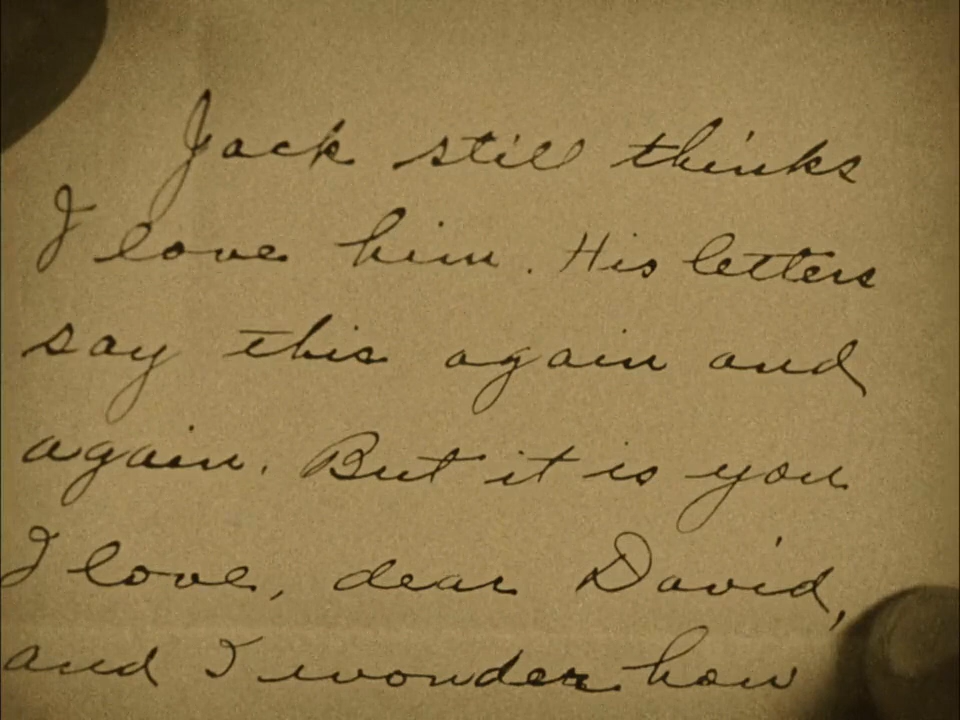 Jack still thinks
I love him. His letters
say this again and
again. But it is you
I love, dear David,
and I wonder how